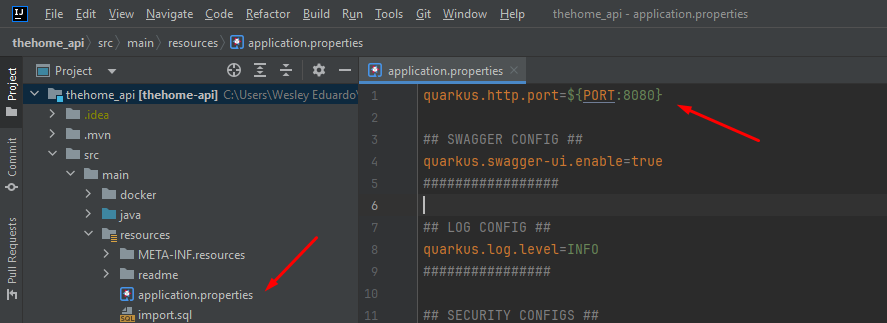 IJ File Edit View Navigate Code Refactor Build Run Tools Git Window Help thehome_api - application.properties
thehome_api src main resources application.properties
Project
application.properties
Project
Commit
Pull Requests
thehome_api [thehome-api] C:\Users\Wesley Eduardo\
.idea
.mvn
src
main
docker
java
resources
META-INF.resources
readme
application.properties
import.sql
1 quarkus.http.port=${PORT:8080}
2
3 ## SWAGGER CONFIG ##
4 quarkus.swagger-ui.enable=true
5 #################
6
7 ## LOG CONFIG ##
8 quarkus.log.level=INFO
9 ################
10
11 ## SECURITY CONFIGS ##